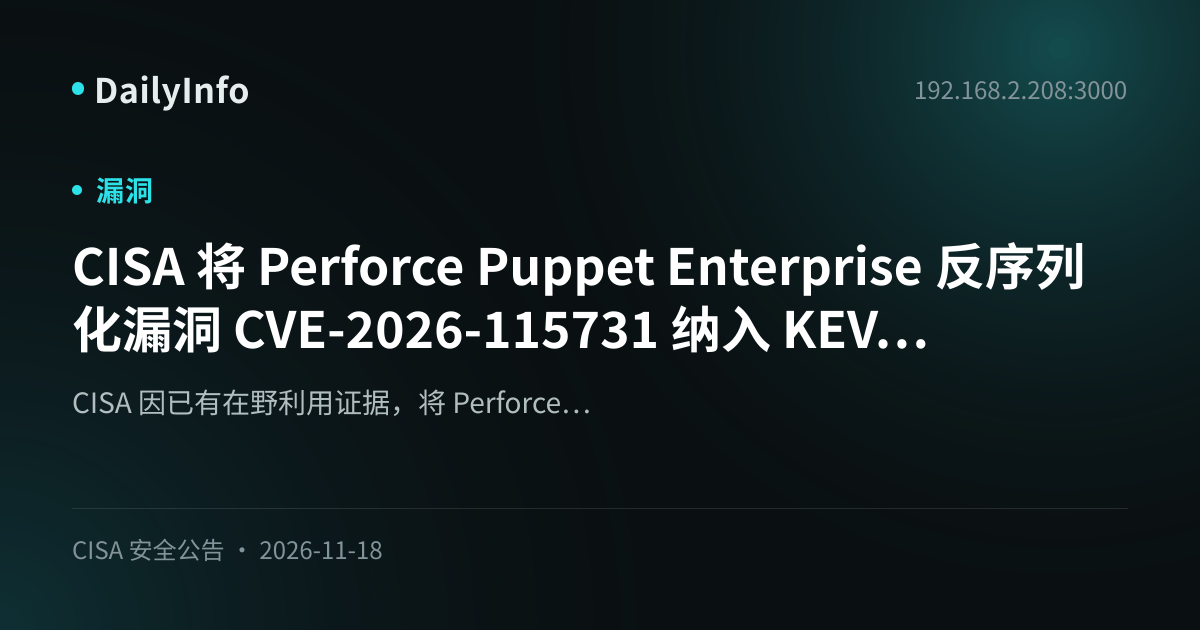 DailyInfo
192.168.2.208:3000
漏洞
CISA 将 Perforce Puppet Enterprise 反序列
化漏洞 CVE-2026-115731 纳入 KEV…
CISA 因已有在野利用证据，将 Perforce…
CISA 安全公告 · 2026-11-18